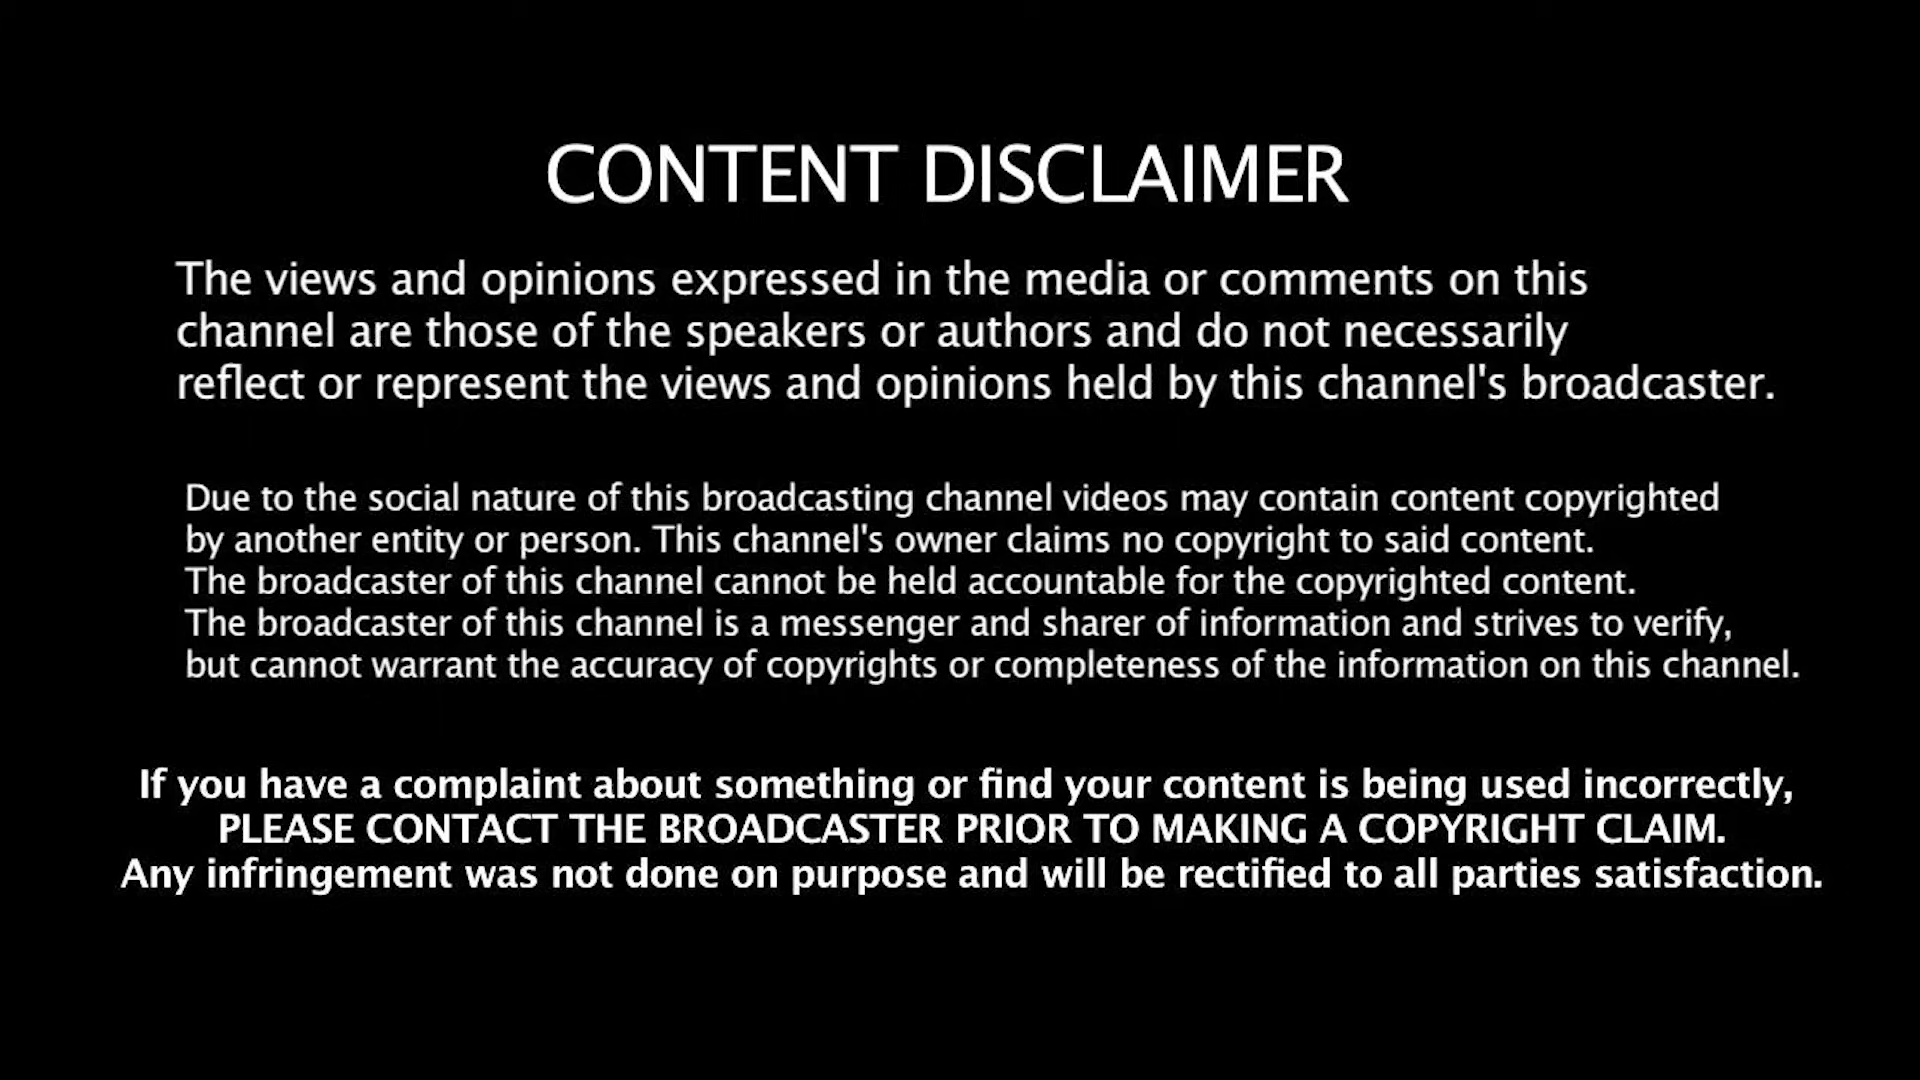 CONTENT DISCLAIMER
The views and opinions expressed in the media or comments on this
channel are those of the speakers or authors and do not necessarily
reflect or represent the views and opinions held by this channel's broadcaster.
Due to the social nature of this broadcasting channel videos may contain content copyrighted
by another entity or person. This channel's owner claims no copyright to said content.
The broadcaster of this channel cannot be held accountable for the copyrighted content.
The broadcaster of this channel is a messenger and sharer of information and strives to verify,
but cannot warrant the accuracy of copyrights or completeness of the information on this channel.
If you have a complaint about something or find your content is being used incorrectly,
PLEASE CONTACT THE BROADCASTER PRIOR TO MAKING A COPYRIGHT CLAIM.
Any infringement was not done on purpose and will be rectified to all parties satisfaction.